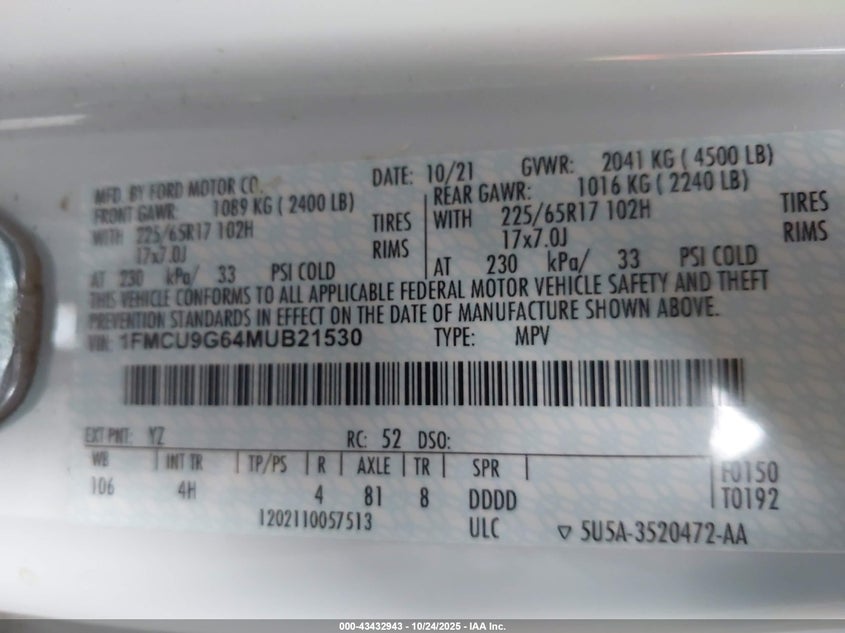 MFD. BY FORD MOTOR CO. DATE: 10/21 GVWR: 2041 KG ( 4500 LB)
FRONT GAWR: 1089 KG ( 2400 LB) REAR GAWR: 1016 KG ( 2240 LB)
WITH 225/65R17 102H TIRES WITH 225/65R17 102H TIRES
17x7.0J RIMS 17x7.0J RIMS
AT 230 kPa/ 33 PSI COLD AT 230 kPa/ 33 PSI COLD
THIS VEHICLE CONFORMS TO ALL APPLICABLE FEDERAL MOTOR VEHICLE SAFETY AND THEFT
PREVENTION STANDARDS IN EFFECT ON THE DATE OF MANUFACTURE SHOWN ABOVE.
VIN: 1FMCU9G64MUB21530 TYPE: MPV
EXT PNT: YZ RC: 52 DSO:
WB INT TR TP/PS R AXLE TR SPR F0150
106 4H 4 81 8 DDDD T0192
1202110057513 ULC ▽ 5U5A-3520472-AA
000-43432943 | 10/24/2025 - IAA Inc.